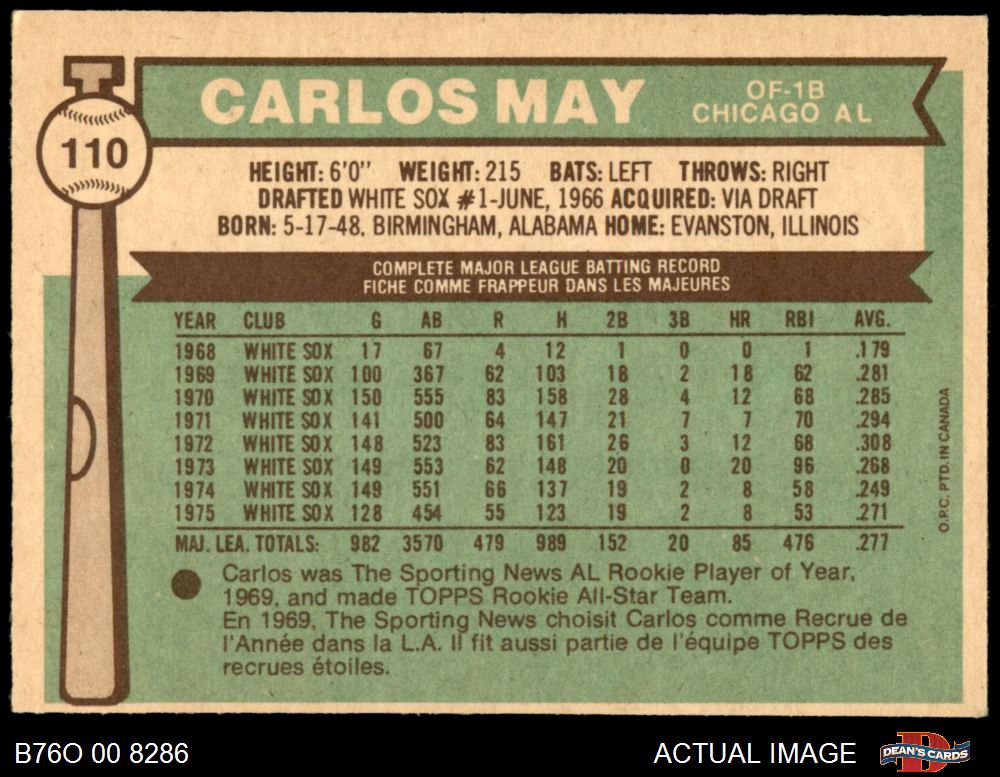 CARLOS MAY
OF-1B
CHICAGO AL
110
HEIGHT: 6'0" WEIGHT: 215 BATS: LEFT THROWS: RIGHT
DRAFTED WHITE SOX #1-JUNE, 1966 ACQUIRED: VIA DRAFT
BORN: 5-17-48, BIRMINGHAM, ALABAMA HOME: EVANSTON, ILLINOIS
COMPLETE MAJOR LEAGUE BATTING RECORD
FICHE COMME FRAPPEUR DANS LES MAJEURES
YEAR CLUB G AB R H 2B 3B HR RBI AVG.
1968 WHITE SOX 17 67 4 12 1 0 0 1 .179
1969 WHITE SOX 100 367 62 103 18 2 18 62 .281
1970 WHITE SOX 150 555 83 158 28 4 12 68 .285
1971 WHITE SOX 141 500 64 147 21 7 7 70 .294
1972 WHITE SOX 148 523 83 161 26 3 12 68 .308
1973 WHITE SOX 149 553 62 148 20 0 20 96 .268
1974 WHITE SOX 149 551 66 137 19 2 8 58 .249
1975 WHITE SOX 128 454 55 123 19 2 8 53 .271
MAJ. LEA. TOTALS: 982 3570 479 989 152 20 85 476 .277
Carlos was The Sporting News AL Rookie Player of Year,
1969, and made TOPPS Rookie All-Star Team.
En 1969, The Sporting News choisit Carlos comme Recrue de
l'Année dans la L.A. Il fit aussi partie de l'équipe TOPPS des
recrues étoiles.
O.P.C. PTD. IN CANADA
B76O 00 8286
ACTUAL IMAGE
DEAN'S CARDS